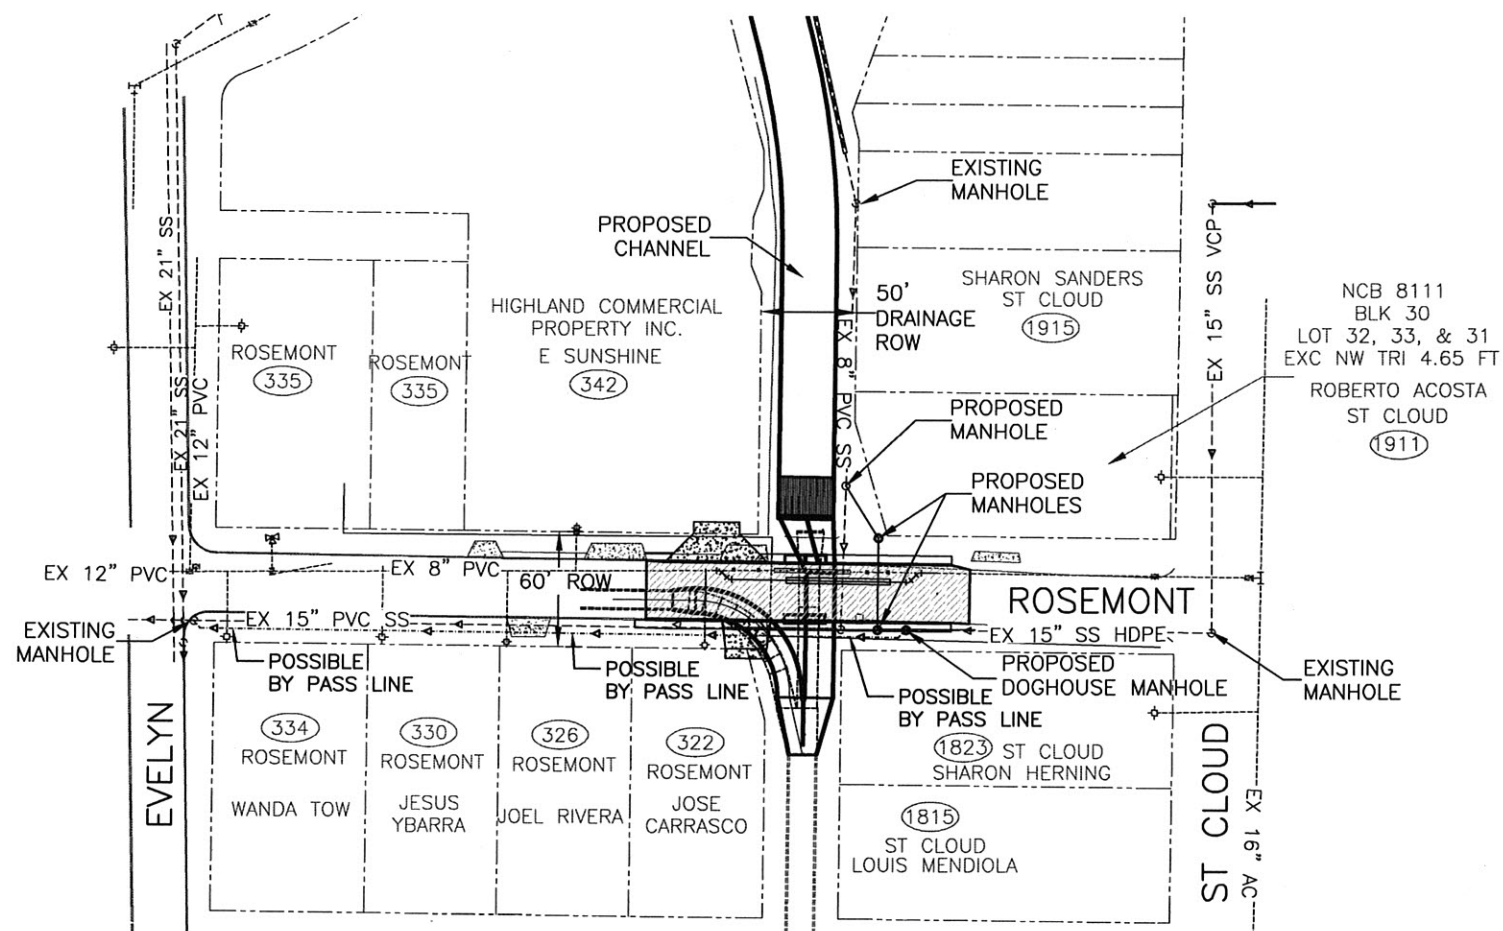 EXISTING
MANHOLE
PROPOSED
CHANNEL
EX 21" SS
EX 15" SS VCP
HIGHLAND COMMERCIAL
PROPERTY INC.
E SUNSHINE
342
50'
DRAINAGE
ROW
SHARON SANDERS
ST CLOUD
1915
NCB 8111
BLK 30
LOT 32, 33, & 31
EXC NW TRI 4.65 FT
ROBERTO ACOSTA
ST CLOUD
1911
ROSEMONT
335
ROSEMONT
335
EX 21" SS
EX 12" PVC
EX 8" PVC SS
PROPOSED
MANHOLE
PROPOSED
MANHOLES
EX 12" PVC
EX 8" PVC
60' ROW
ROSEMONT
EX 15" PVC SS
EX 15" SS HDPE
EXISTING
MANHOLE
POSSIBLE
BY PASS LINE
POSSIBLE
BY PASS LINE
PROPOSED
DOGHOUSE MANHOLE
POSSIBLE
BY PASS LINE
EXISTING
MANHOLE
EVELYN
334
ROSEMONT
WANDA TOW
330
ROSEMONT
JESUS
YBARRA
326
ROSEMONT
JOEL RIVERA
322
ROSEMONT
JOSE
CARRASCO
1823 ST CLOUD
SHARON HERNING
1815
ST CLOUD
LOUIS MENDIOLA
ST CLOUD
EX 16" AC